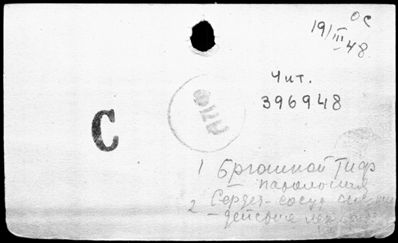 ос
19/III 48
Чит.
396948
С
1 Брюшной Тиф
патология
2 Сердеч-сосуд
действие